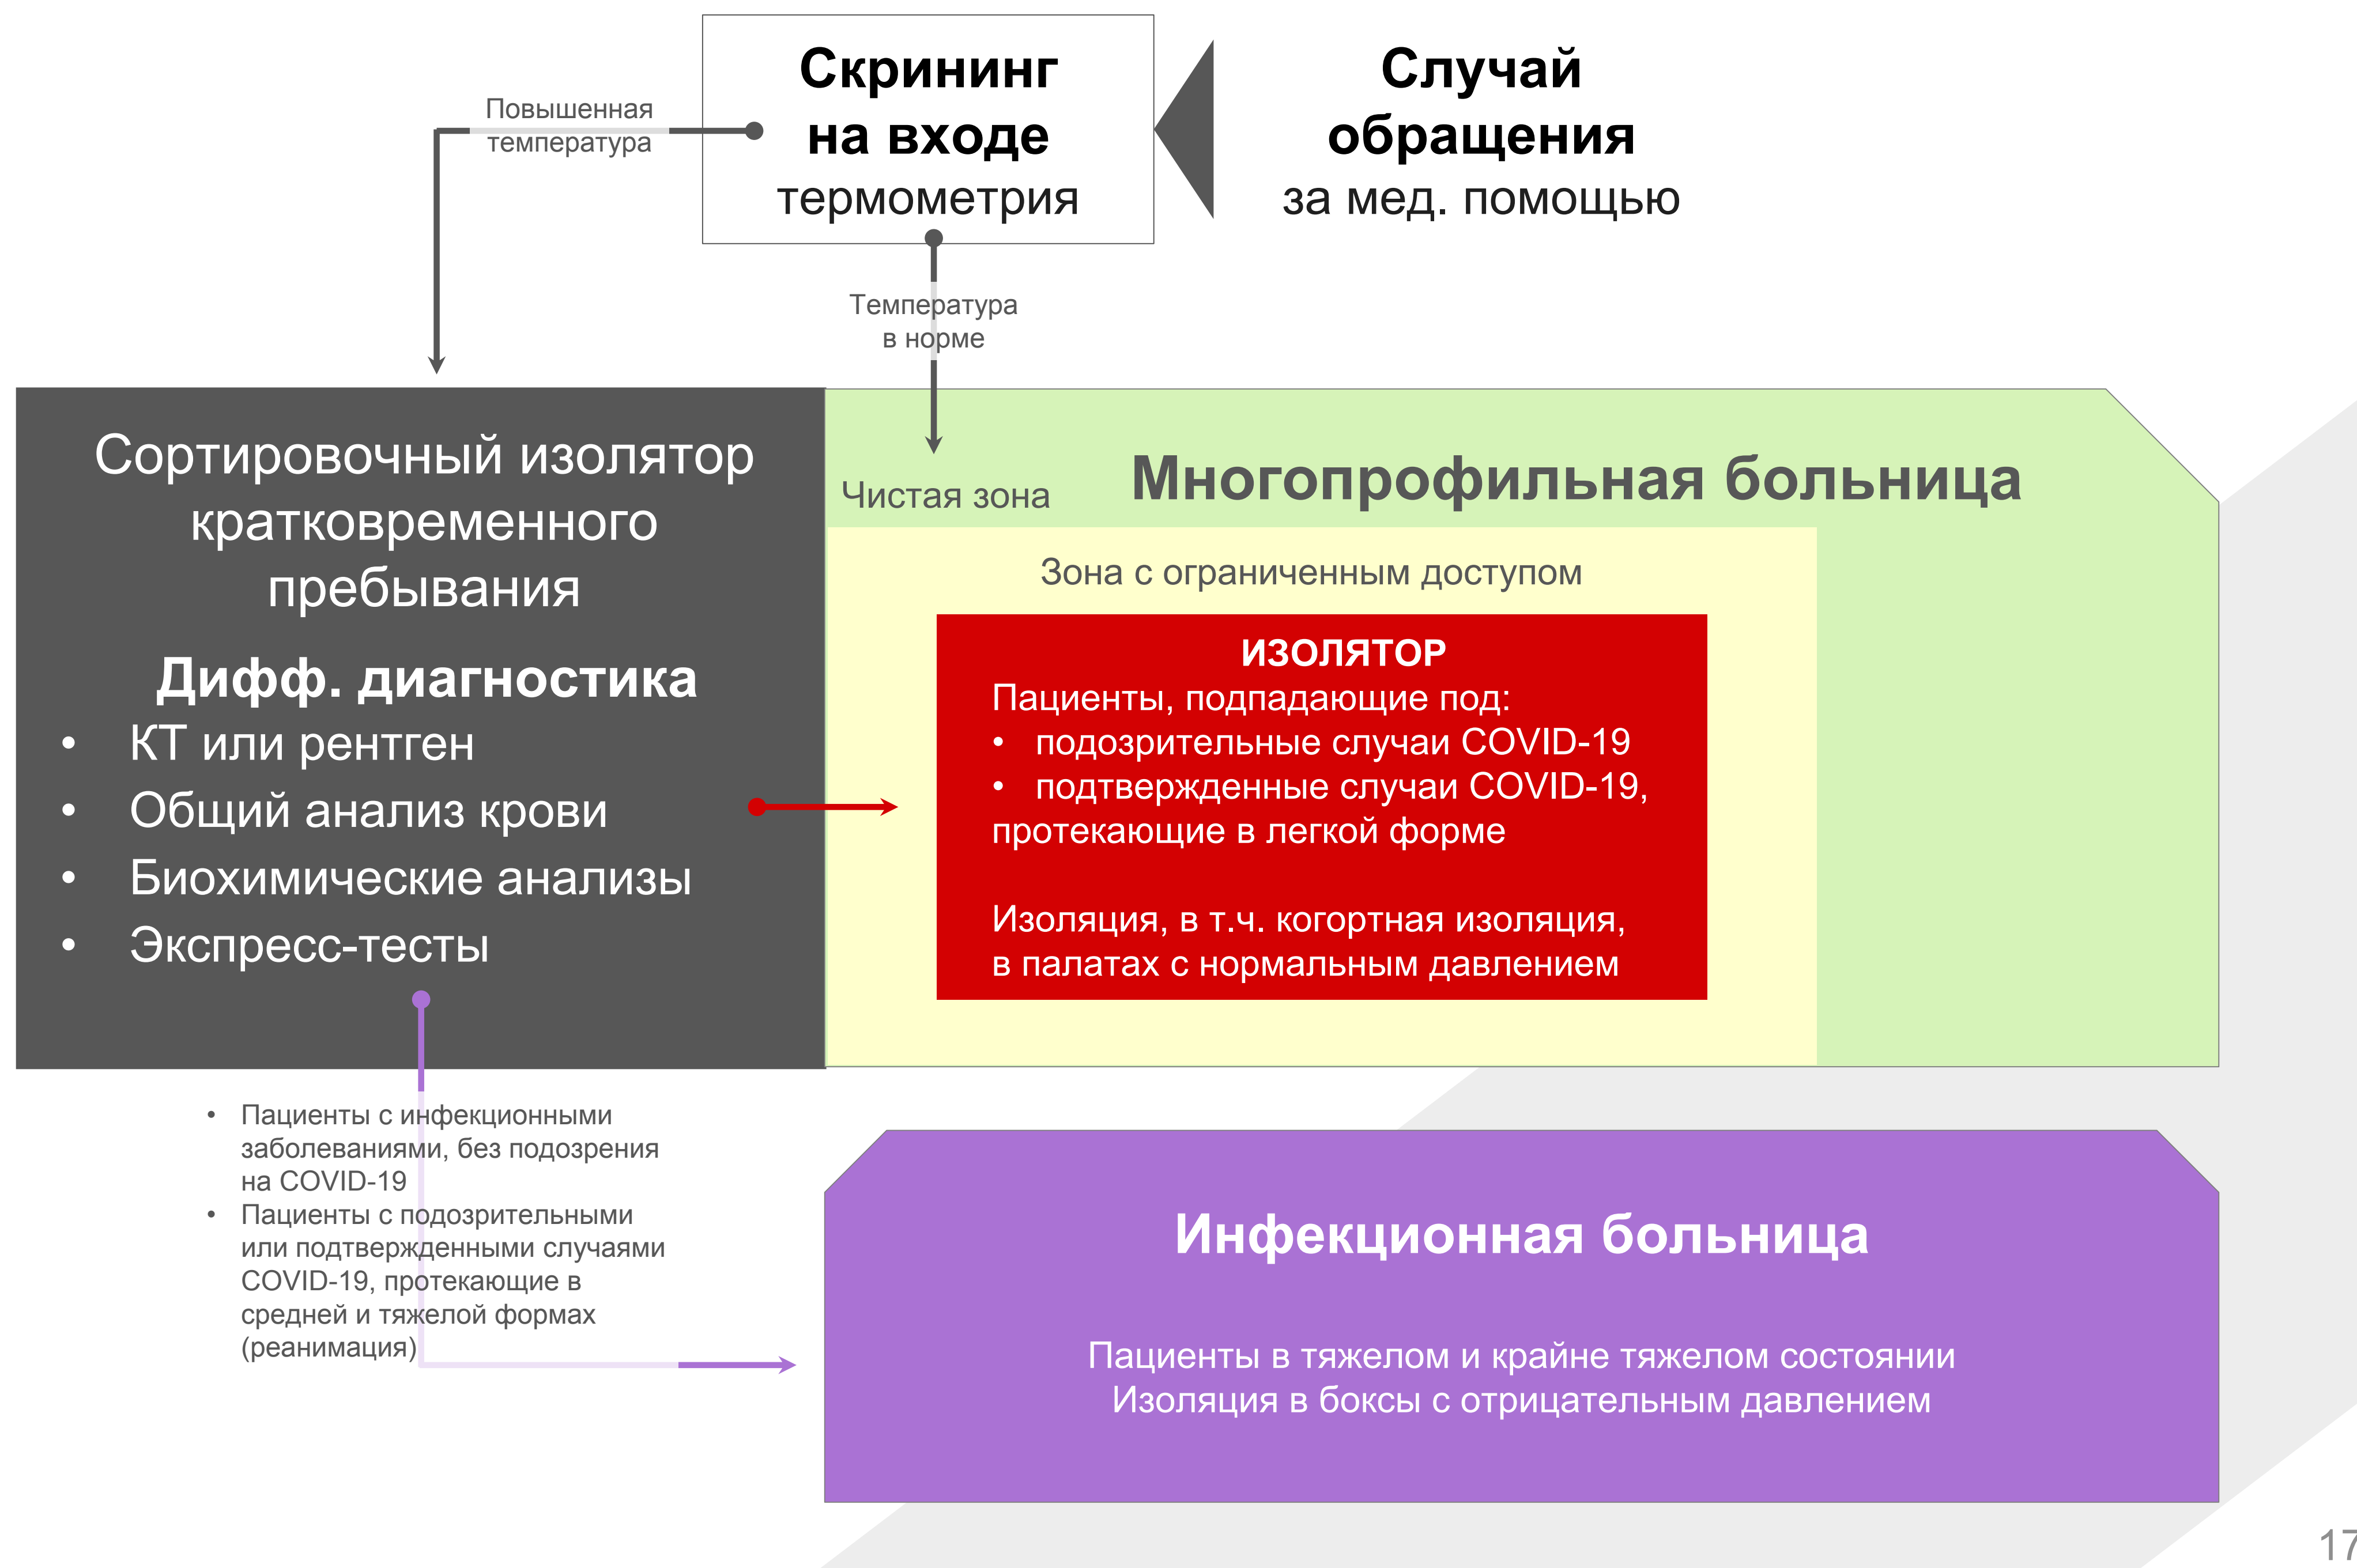 Скрининг
на входе
термометрия
Случай
обращения
за мед. помощью
Повышенная
температура
Температура
в норме
Сортировочный изолятор
кратковременного
пребывания
Дифф. диагностика
• КТ или рентген
• Общий анализ крови
• Биохимические анализы
• Экспресс-тесты
Чистая зона
Многопрофильная больница
Зона с ограниченным доступом
ИЗОЛЯТОР
Пациенты, подпадающие под:
• подозрительные случаи COVID-19
• подтвержденные случаи COVID-19,
протекающие в легкой форме
Изоляция, в т.ч. когортная изоляция,
в палатах с нормальным давлением
• Пациенты с инфекционными
заболеваниями, без подозрения
на COVID-19
• Пациенты с подозрительными
или подтвержденными случаями
COVID-19, протекающие в
средней и тяжелой формах
(реанимация)
Инфекционная больница
Пациенты в тяжелом и крайне тяжелом состоянии
Изоляция в боксы с отрицательным давлением
17